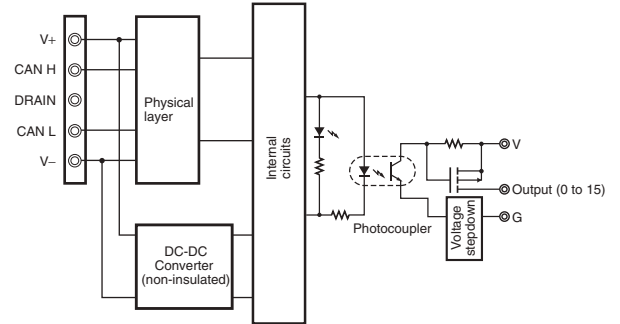 V+
CAN H
DRAIN
CAN L
V−
Physical
layer
DC-DC
Converter
(non-insulated)
Internal
circuits
Photocoupler
Voltage
stepdown
V
Output (0 to 15)
G